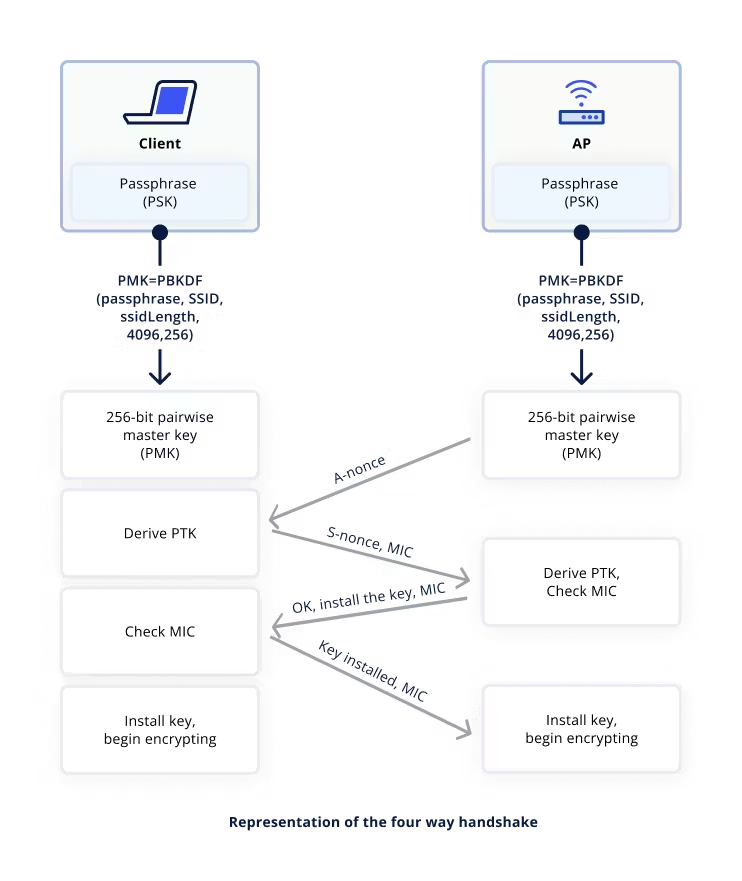 Client
Passphrase
(PSK)
AP
Passphrase
(PSK)
PMK=PBKDF
(passphrase, SSID,
ssidLength,
4096,256)
PMK=PBKDF
(passphrase, SSID,
ssidLength,
4096,256)
256-bit pairwise
master key
(PMK)
256-bit pairwise
master key
(PMK)
A-nonce
Derive PTK
S-nonce, MIC
Derive PTK,
Check MIC
OK, install the key, MIC
Check MIC
Key installed, MIC
Install key,
begin encrypting
Install key,
begin encrypting
Representation of the four way handshake